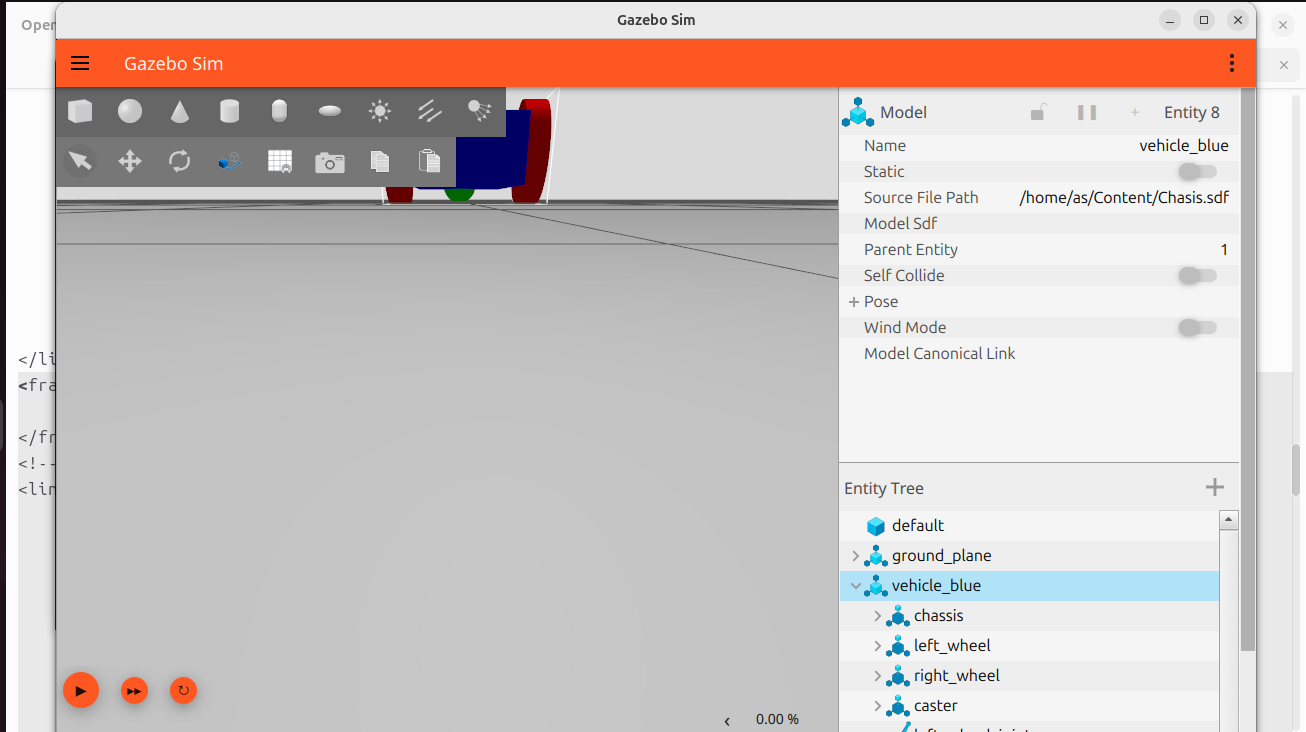 Gazebo Sim
Gazebo Sim
Model
Entity 8
Name
vehicle_blue
Static
Source File Path
/home/as/Content/Chasis.sdf
Model Sdf
Parent Entity
1
Self Collide
Pose
Wind Mode
Model Canonical Link
Entity Tree
default
ground_plane
vehicle_blue
chassis
left_wheel
right_wheel
caster
0.00 %
</li
<fra
</fr
<!--
<lin